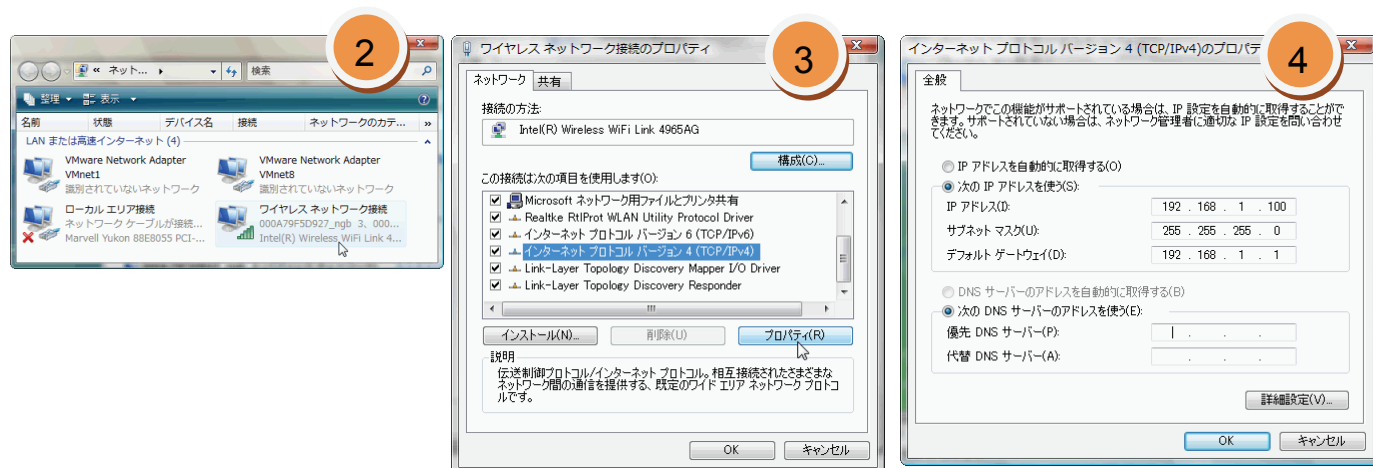 2
« ネット... ▸
検索
整理 ▼ 表示 ▼
名前 状態 デバイス名 接続 ネットワークのカテ... »
LAN または高速インターネット (4)
VMware Network Adapter
VMnet1
識別されていないネットワーク
VMware Network Adapter
VMnet8
識別されていないネットワーク
ローカル エリア接続
ネットワーク ケーブルが接続...
Marvell Yukon 88E8055 PCI-...
ワイヤレス ネットワーク接続
000A79F5D927_ngb 3、000...
Intel(R) Wireless WiFi Link 4...
3
ワイヤレス ネットワーク接続のプロパティ
ネットワーク 共有
接続の方法:
Intel(R) Wireless WiFi Link 4965AG
構成(C)...
この接続は次の項目を使用します(O):
Microsoft ネットワーク用ファイルとプリンタ共有
Realtke RtlProt WLAN Utility Protocol Driver
インターネット プロトコル バージョン 6 (TCP/IPv6)
インターネット プロトコル バージョン 4 (TCP/IPv4)
Link-Layer Topology Discovery Mapper I/O Driver
Link-Layer Topology Discovery Responder
インストール(N)... 削除(U) プロパティ(R)
説明
伝送制御プロトコル/インターネット プロトコル。相互接続されたさまざまな
ネットワーク間の通信を提供する、既定のワイド エリア ネットワーク プロトコ
ルです。
OK キャンセル
4
インターネット プロトコル バージョン 4 (TCP/IPv4)のプロパテ
全般
ネットワークでこの機能がサポートされている場合は、IP 設定を自動的に取得することがで
きます。サポートされていない場合は、ネットワーク管理者に適切な IP 設定を問い合わせ
てください。
IP アドレスを自動的に取得する(O)
次の IP アドレスを使う(S):
IP アドレス(I): 192 . 168 . 1 . 100
サブネット マスク(U): 255 . 255 . 255 . 0
デフォルト ゲートウェイ(D): 192 . 168 . 1 . 1
DNS サーバーのアドレスを自動的に取得する(B)
次の DNS サーバーのアドレスを使う(E):
優先 DNS サーバー(P): . . .
代替 DNS サーバー(A): . . .
詳細設定(V)...
OK キャンセル